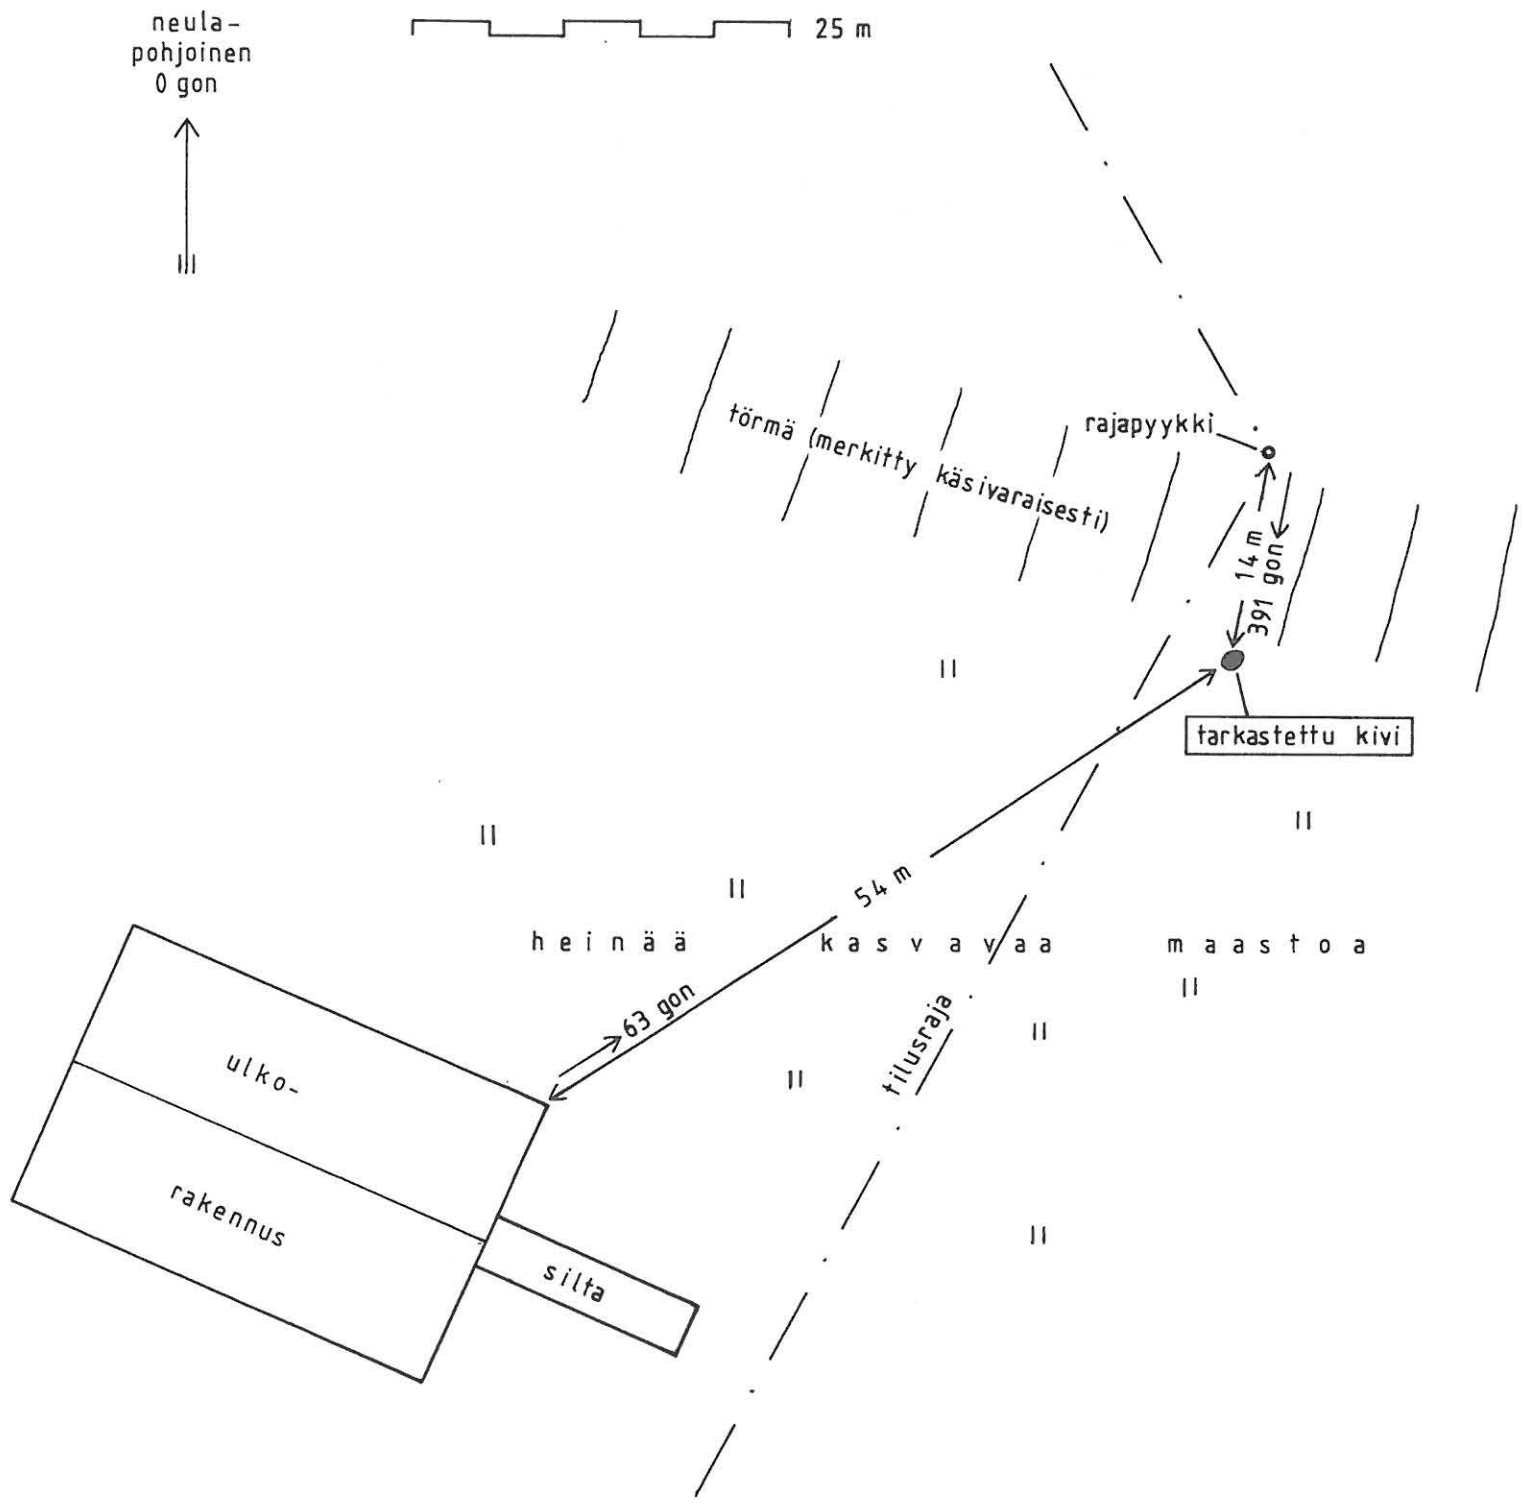 neula-
pohjoinen
0 gon
25 m
rajapyykki
törmä (merkitty käsivaraisesti)
14 m
391 gon
tarkastettu kivi
54 m
heinää kasvavaa maastoa
63 gon
tilusraja
ulko-
rakennus
silta